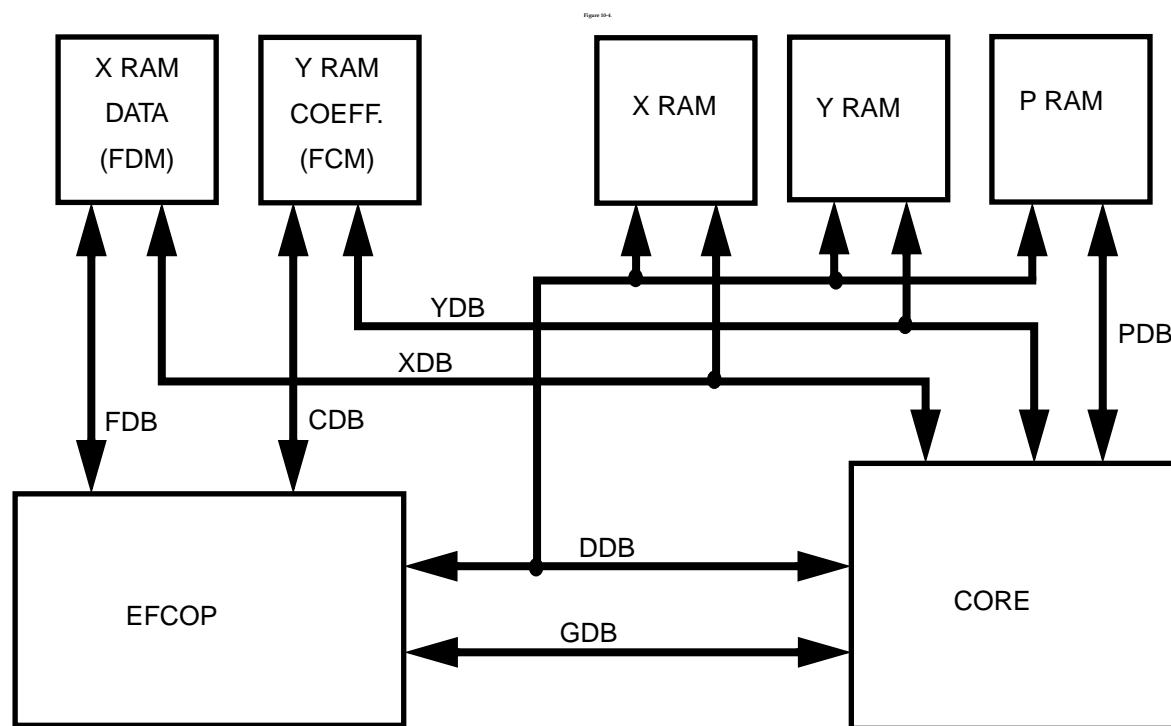 Figure 10-4.
X RAM
DATA
(FDM)
Y RAM
COEFF.
(FCM)
X RAM
Y RAM
P RAM
YDB
XDB
PDB
FDB
CDB
DDB
GDB
EFCOP
CORE